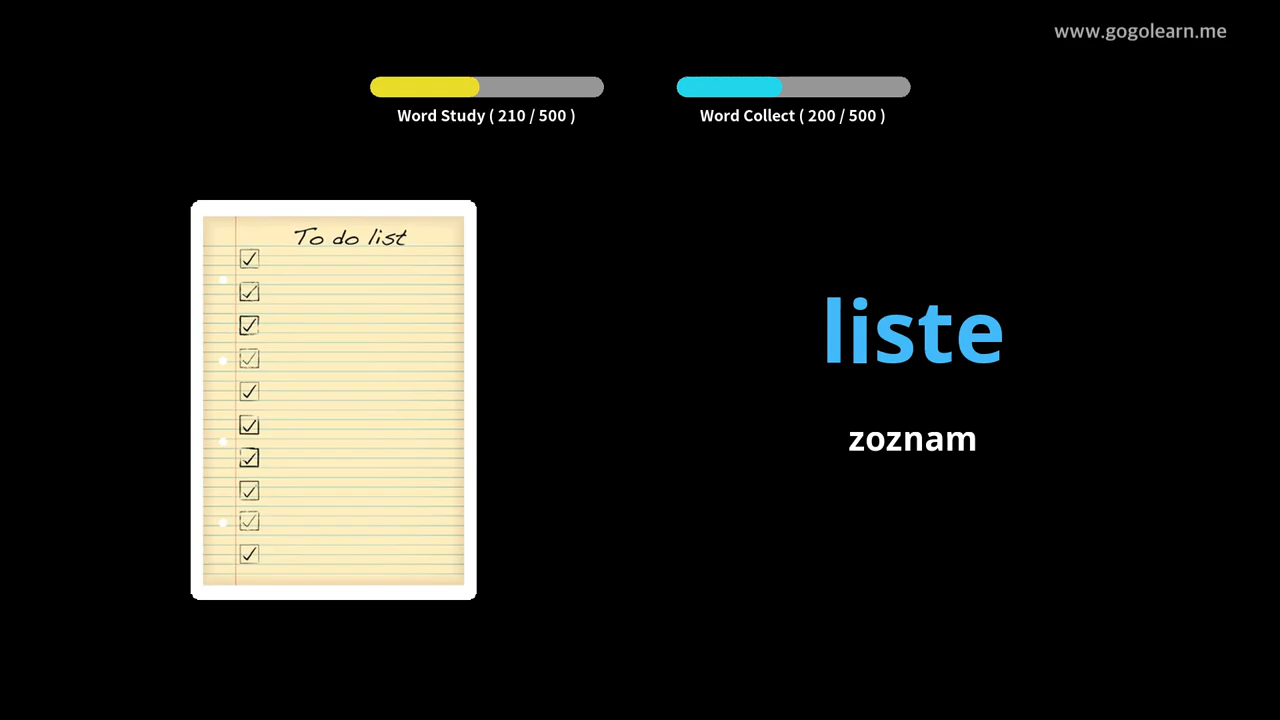 www.gogolearn.me
Word Study ( 210 / 500 )
Word Collect ( 200 / 500 )
To do list
liste
zoznam